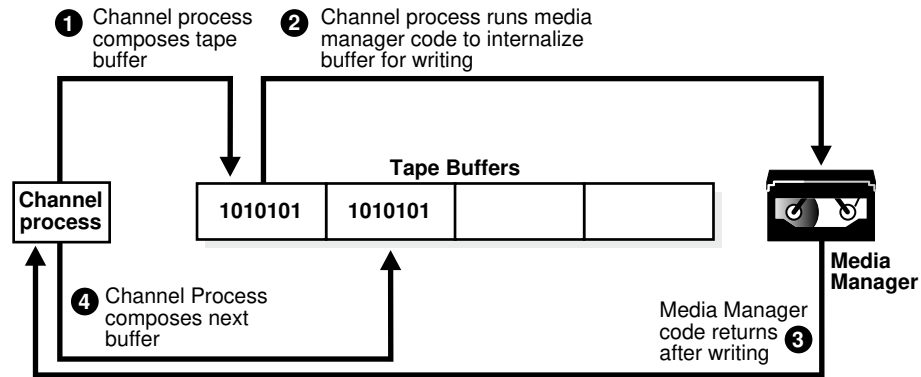 1 Channel process
composes tape
buffer
2 Channel process runs media
manager code to internalize
buffer for writing
Tape Buffers
Channel
process
1010101
1010101
Media
Manager
4 Channel Process
composes next
buffer
Media Manager
code returns
after writing 3